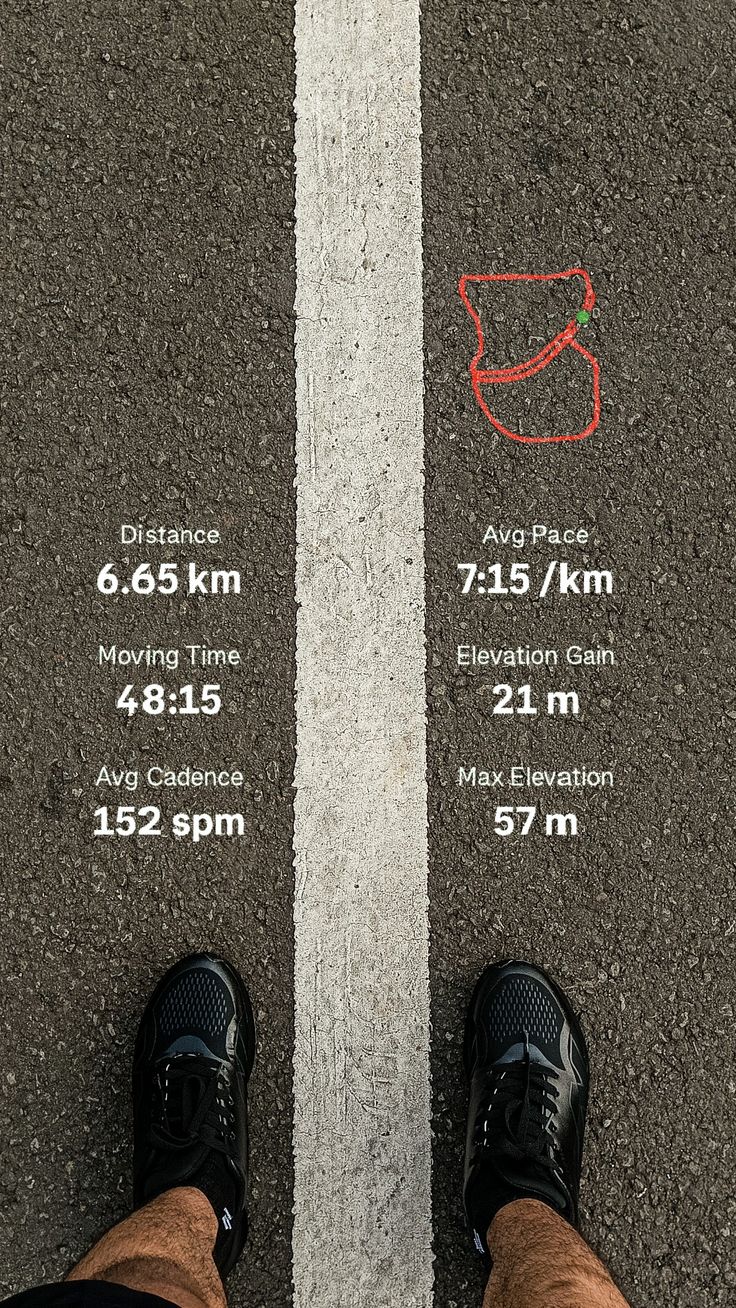 Distance
6.65 km
Avg Pace
7:15 /km
Moving Time
48:15
Elevation Gain
21 m
Avg Cadence
152 spm
Max Elevation
57 m